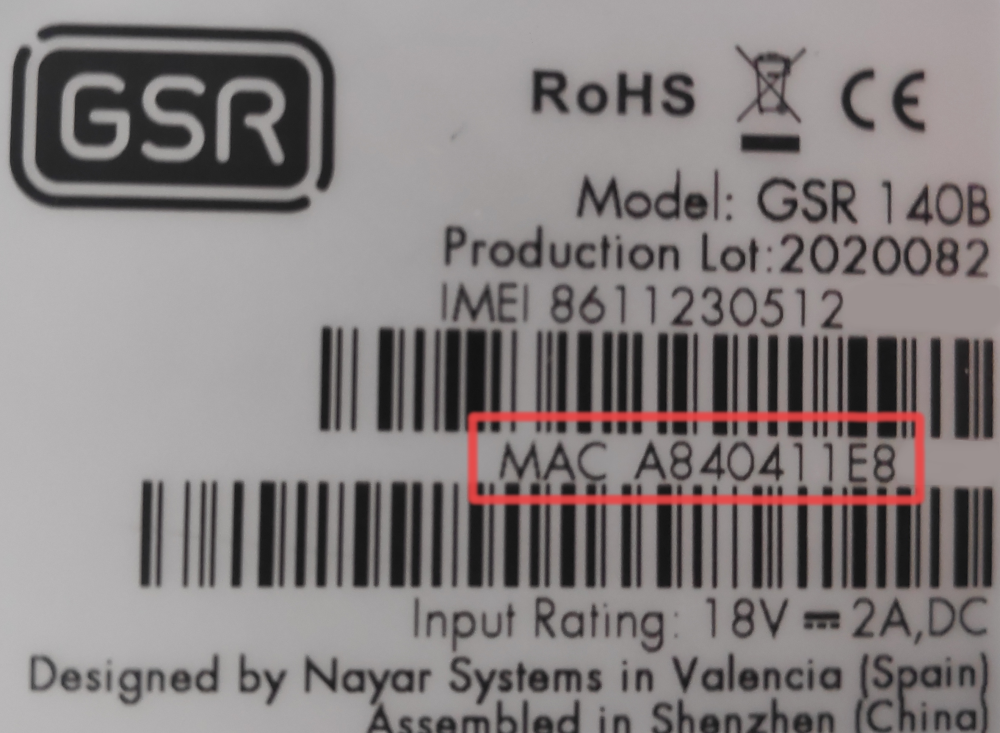 GSR
RoHS CE
Model: GSR 140B
Production Lot:2020082
IMEI 8611230512
MAC A840411E8
Input Rating: 18V ⎓ 2A,DC
Designed by Nayar Systems in Valencia (Spain)
Assembled in Shenzhen (China)